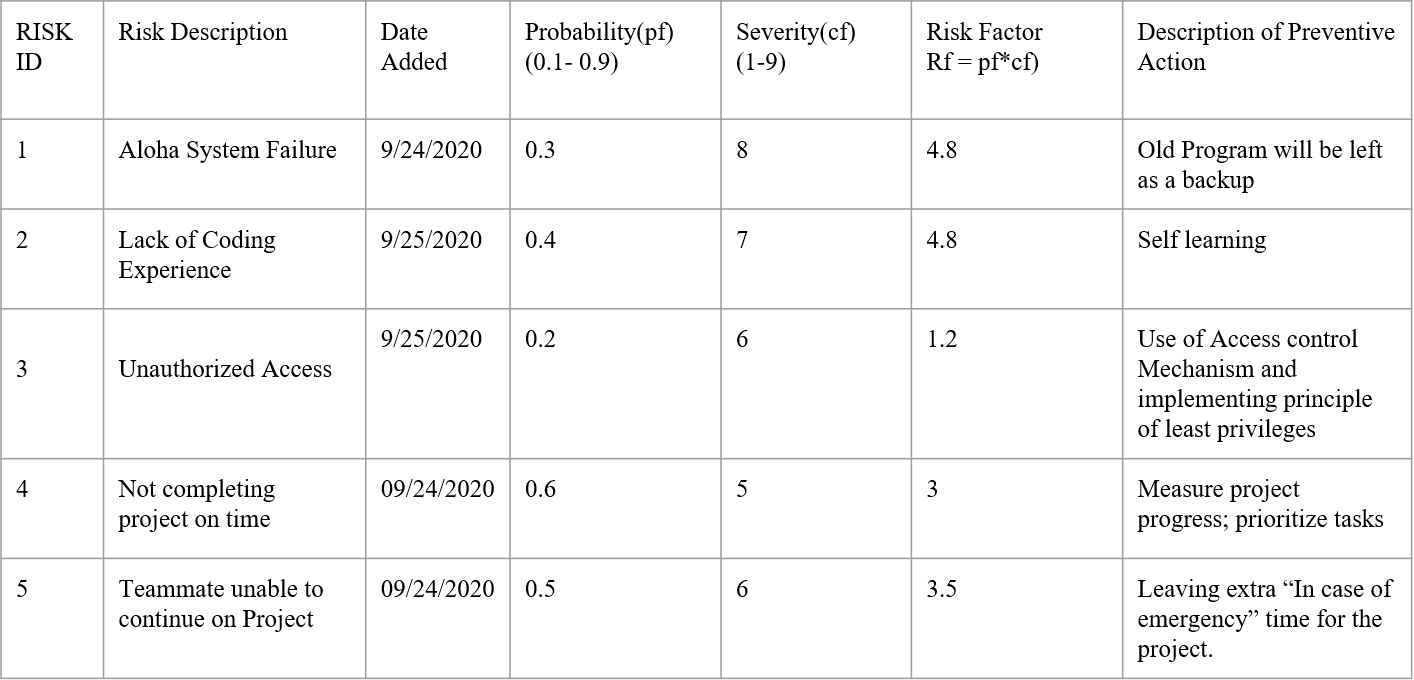 RISK ID
Risk Description
Date Added
Probability(pf) (0.1- 0.9)
Severity(cf) (1-9)
Risk Factor Rf = pf*cf)
Description of Preventive Action
1
Aloha System Failure
9/24/2020
0.3
8
4.8
Old Program will be left
as a backup
2
Lack of Coding
Experience
9/25/2020
0.4
7
4.8
Self learning
3
Unauthorized Access
9/25/2020
0.2
6
1.2
Use of Access control
Mechanism and
implementing principle
of least privileges
4
Not completing
project on time
09/24/2020
0.6
5
3
Measure project
progress; prioritize tasks
5
Teammate unable to
continue on Project
09/24/2020
0.5
6
3.5
Leaving extra “In case of
emergency” time for the
project.